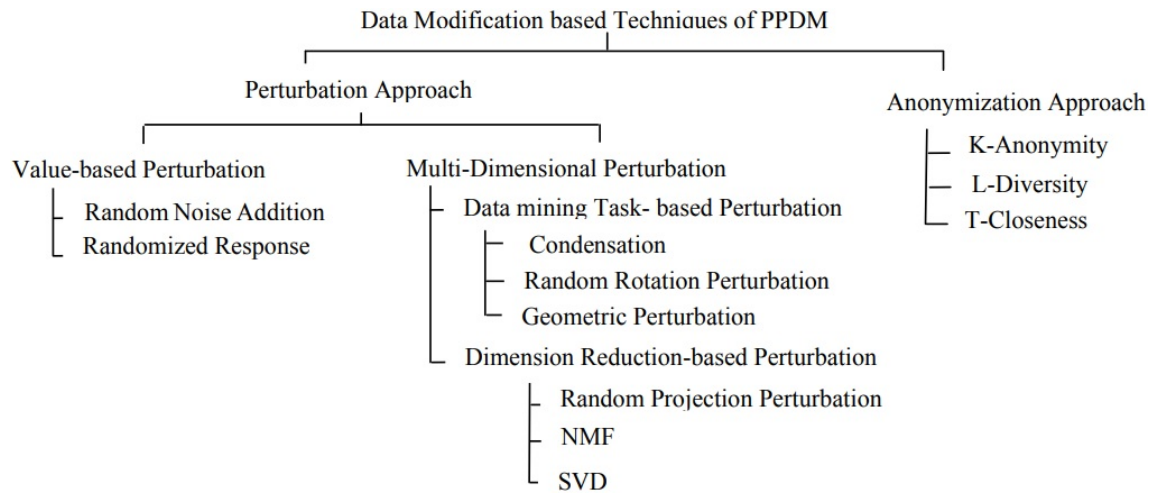 Data Modification based Techniques of PPDM
Perturbation Approach
Anonymization Approach
K-Anonymity
L-Diversity
T-Closeness
Value-based Perturbation
Random Noise Addition
Randomized Response
Multi-Dimensional Perturbation
Data mining Task- based Perturbation
Condensation
Random Rotation Perturbation
Geometric Perturbation
Dimension Reduction-based Perturbation
Random Projection Perturbation
NMF
SVD